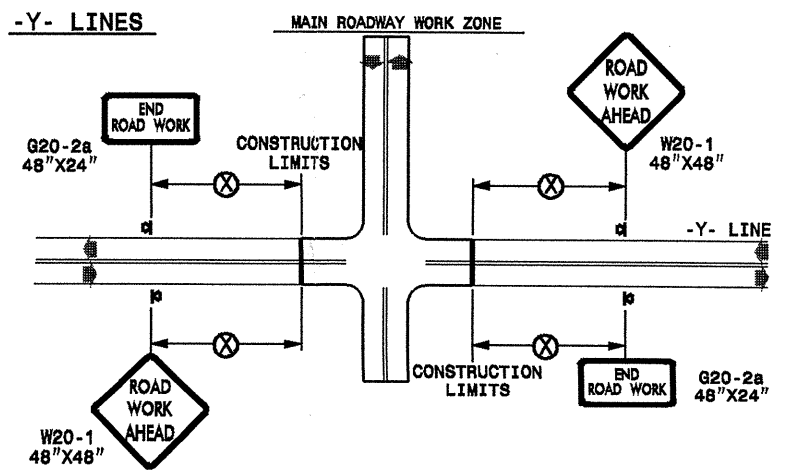 -Y- LINES
MAIN ROADWAY WORK ZONE
END
ROAD WORK
G20-2a
48"X24"
CONSTRUCTION
LIMITS
X
X
ROAD
WORK
AHEAD
W20-1
48"X48"
-Y- LINE
X
X
ROAD
WORK
AHEAD
W20-1
48"X48"
CONSTRUCTION
LIMITS
END
ROAD WORK
G20-2a
48"X24"